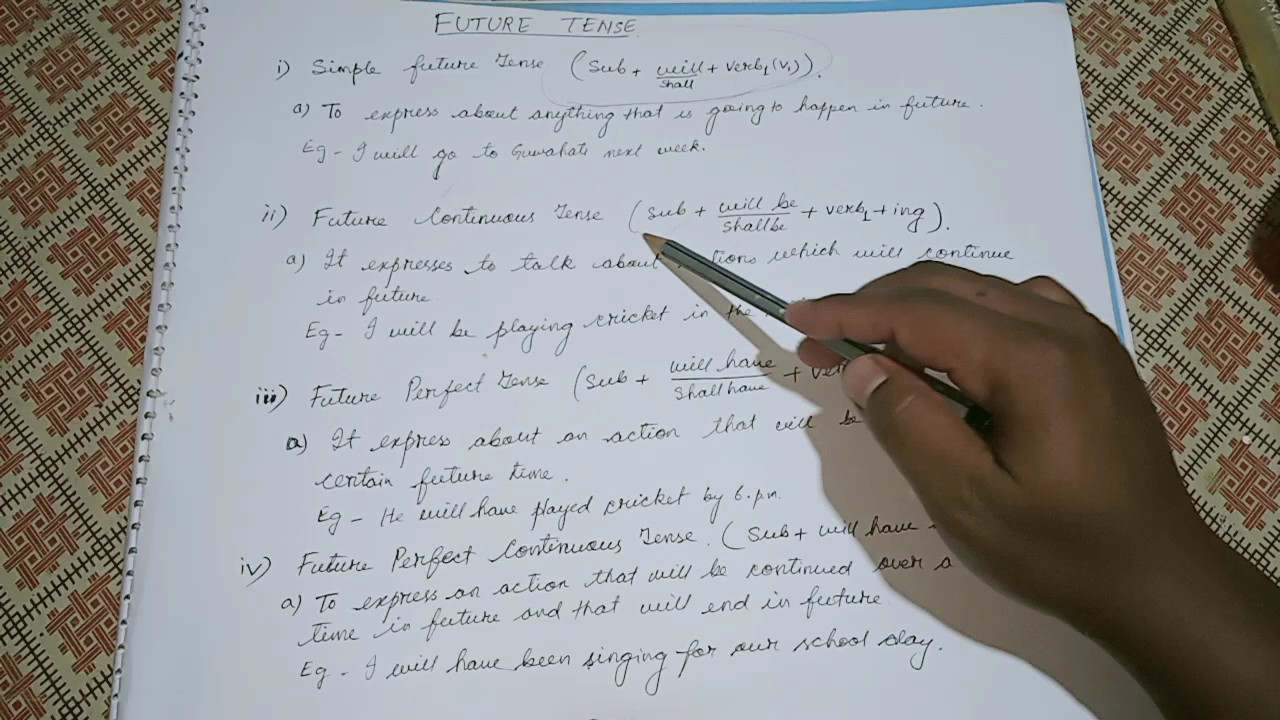 FUTURE TENSE
i) Simple future Tense (Sub + will/shall + verb₁(V₁)).
a) To express about anything that is going to happen in future.
Eg - I will go to Guwahati next week.
ii) Future Continuous Tense (Sub + will be/shall be + verb₁ + ing).
a) It expresses to talk about which will continue
in future
Eg - I will be playing cricket in the
iii) Future Perfect Tense (Sub + will have/shall have +
a) It express about an action that will be
certain future time.
Eg - He will have played cricket by 6.pm.
iv) Future Perfect Continuous Tense. (Sub + will have
a) To express an action that will be continued over a
time in future and that will end in future
Eg - I will have been singing for our school day.